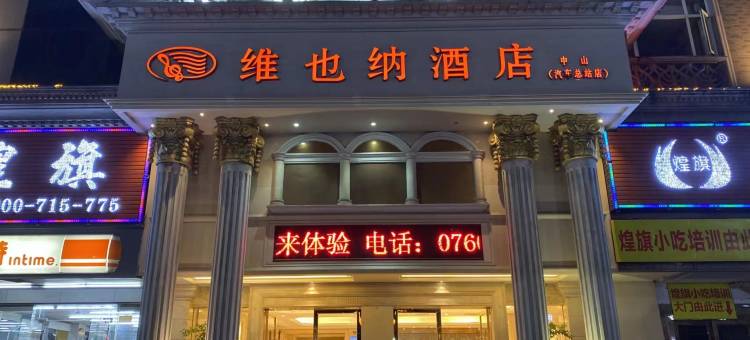 维也纳酒店
中山
(汽车总站店)
煌旗
00-715-775
intime.
来体验 电话：0760
煌旗
®
煌旗小吃培训由此
煌旗小吃培训
大门由此进